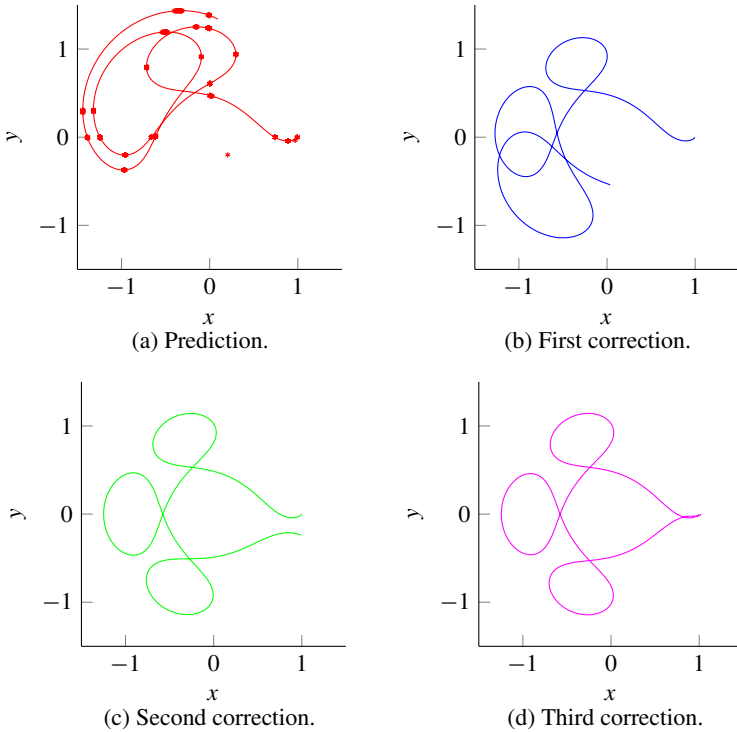 1
0
−1
y
−1 0 1
x
(a) Prediction.
1
0
−1
y
−1 0 1
x
(b) First correction.
1
0
−1
y
−1 0 1
x
(c) Second correction.
1
0
−1
y
−1 0 1
x
(d) Third correction.